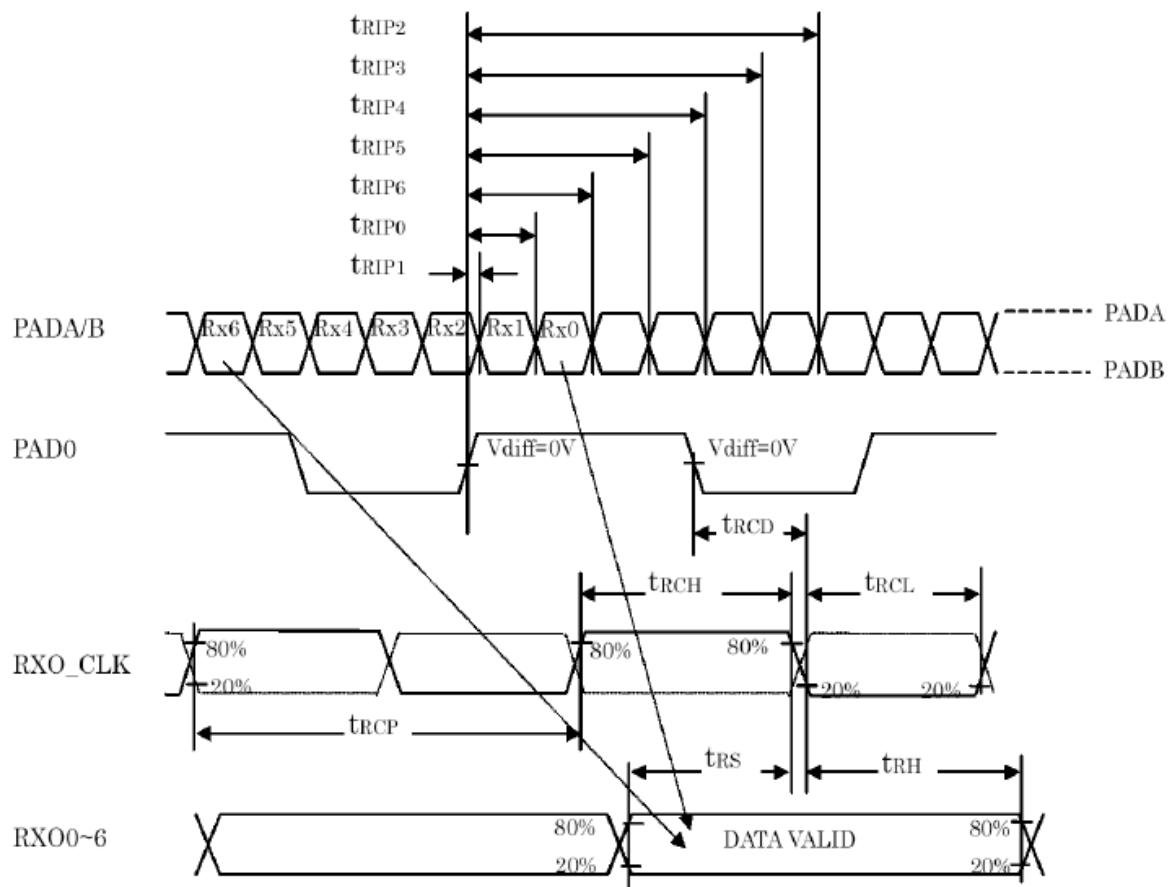 tRIP2
tRIP3
tRIP4
tRIP5
tRIP6
tRIP0
tRIP1
PADA/B Rx6 Rx5 Rx4 Rx3 Rx2 Rx1 Rx0 PADA
PADB
PAD0 Vdiff=0V Vdiff=0V
tRCD
tRCH tRCL
RXO_CLK 80% 80% 80%
20% 20% 20%
tRCP
tRS tRH
RXO0~6 80% DATA VALID 80%
20% 20%